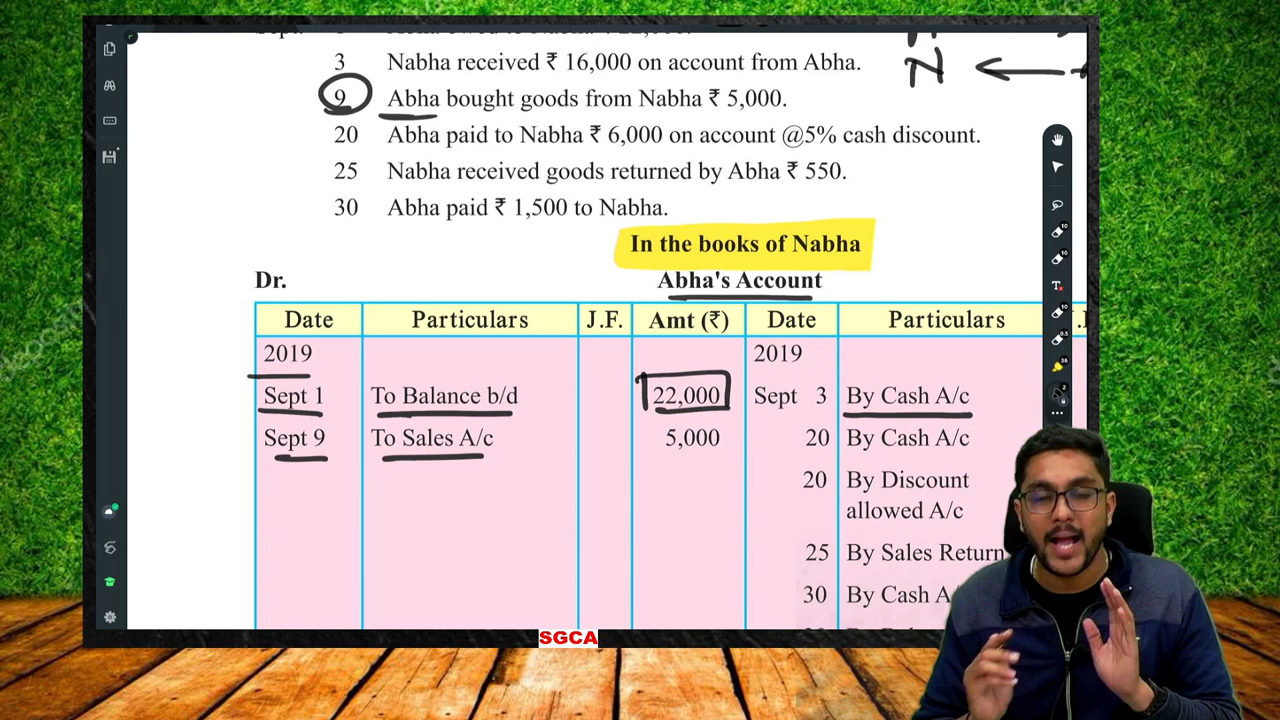 3 Nabha received ₹ 16,000 on account from Abha.
N
9 Abha bought goods from Nabha ₹ 5,000.
20 Abha paid to Nabha ₹ 6,000 on account @5% cash discount.
25 Nabha received goods returned by Abha ₹ 550.
30 Abha paid ₹ 1,500 to Nabha.
In the books of Nabha
Dr. Abha's Account
Date Particulars J.F. Amt (₹) Date Particulars
2019 2019
Sept 1 To Balance b/d 22,000 Sept 3 By Cash A/c
Sept 9 To Sales A/c 5,000 20 By Cash A/c
20 By Discount
allowed A/c
25 By Sales Return
30 By Cash A/
SGCA